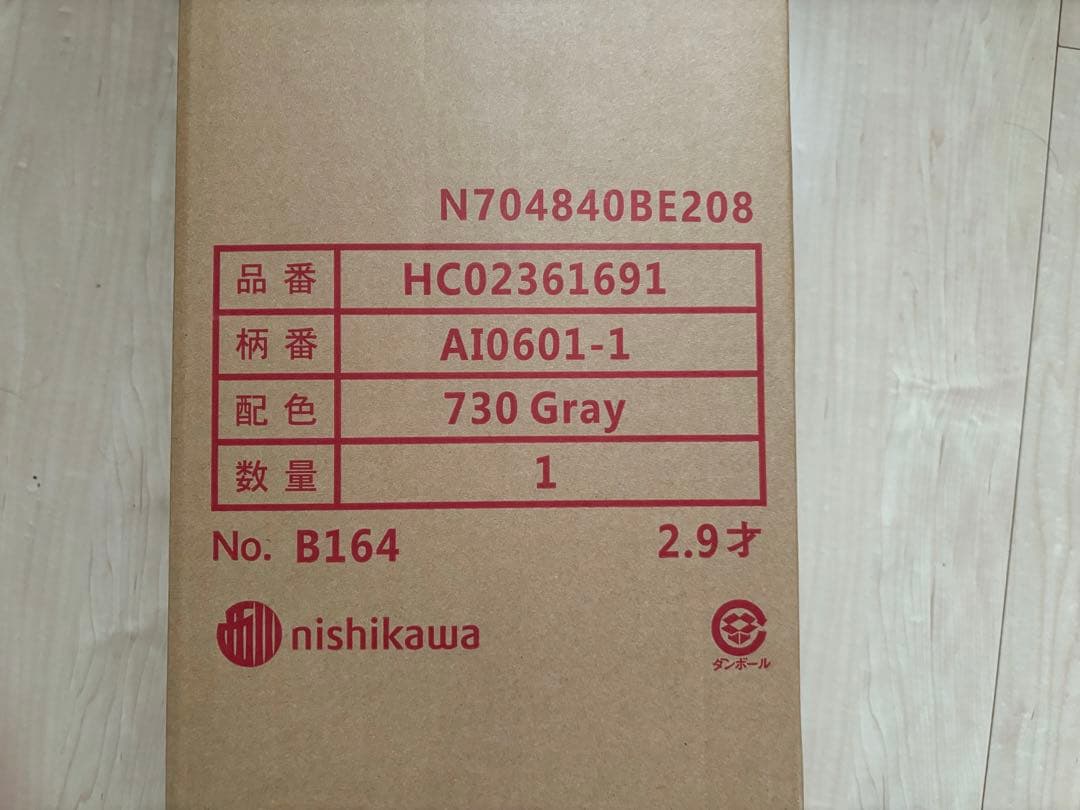 N704840BE208
品番 HC02361691
柄番 AI0601-1
配色 730 Gray
数量 1
No. B164 2.9才
nishikawa
ダンボール